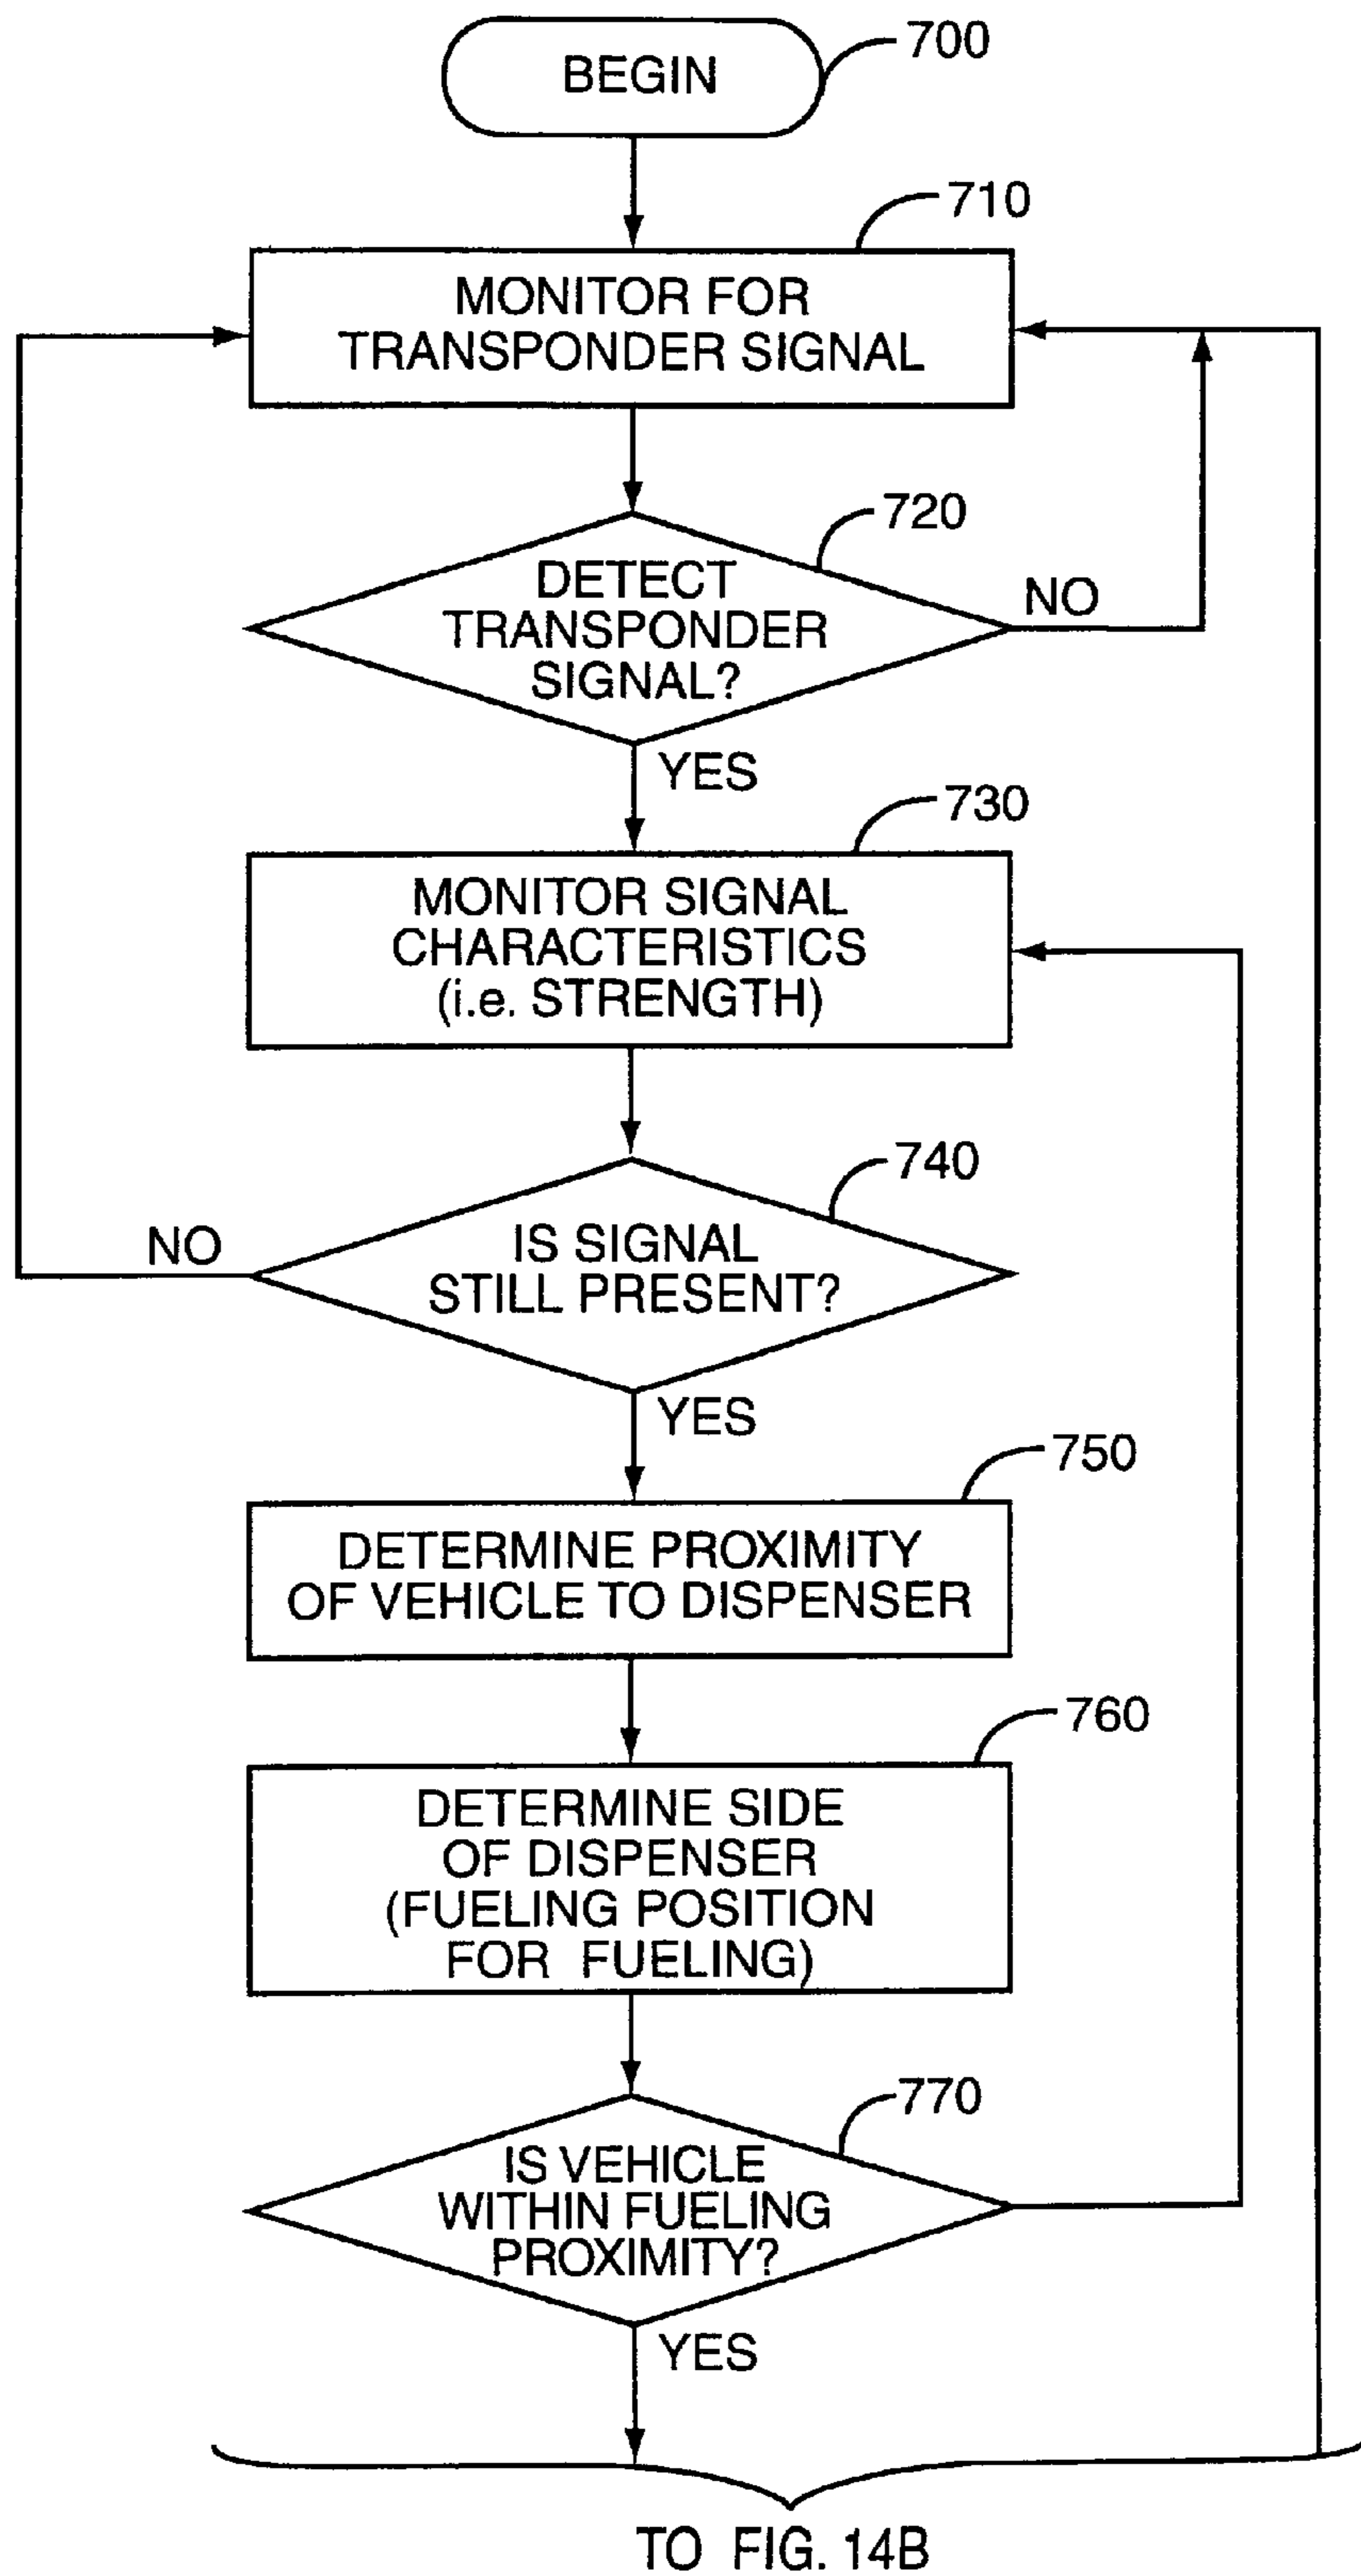 BEGIN
700
710
MONITOR FOR
TRANSPONDER SIGNAL
720
DETECT
TRANSPONDER
SIGNAL?
NO
YES
730
MONITOR SIGNAL
CHARACTERISTICS
(i.e. STRENGTH)
740
NO
IS SIGNAL
STILL PRESENT?
YES
750
DETERMINE PROXIMITY
OF VEHICLE TO DISPENSER
760
DETERMINE SIDE
OF DISPENSER
(FUELING POSITION
FOR FUELING)
770
IS VEHICLE
WITHIN FUELING
PROXIMITY?
YES
TO FIG. 14B